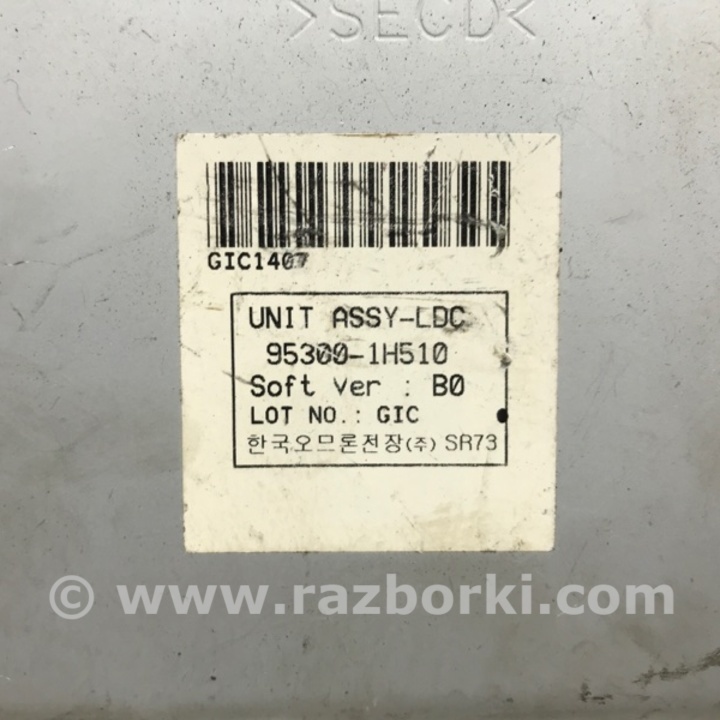 >SECD<
GIC1407
UNIT ASSY-LDC
95300-1H510
Soft Ver : B0
LOT NO.: GIC
한국오므론전장(주) SR73
© www.razborki.com